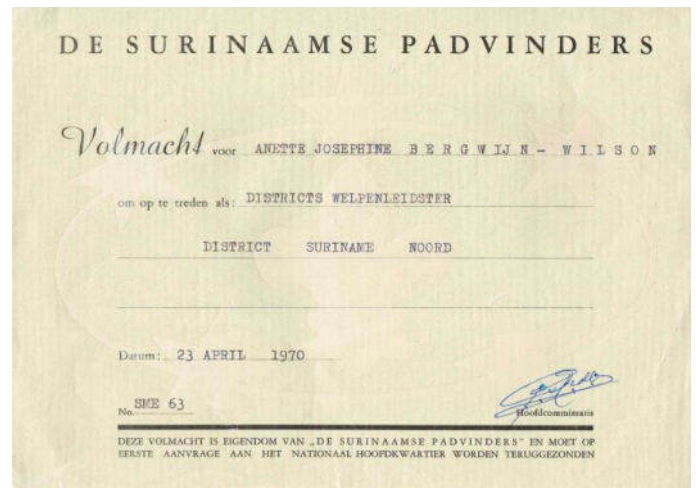 DE SURINAAMSE PADVINDERS
Volmacht voor ANETTE JOSEPHINE BERGWIJN- WILSON
om op te treden als: DISTRICTS WELPENLEIDSTER
DISTRICT SURINAME NOORD
Datum: 23 APRIL 1970
No. SME 63
Hoofdcommissaris
DEZE VOLMACHT IS EIGENDOM VAN „DE SURINAAMSE PADVINDERS" EN MOET OP
EERSTE AANVRAGE AAN HET NATIONAAL HOOFDKWARTIER WORDEN TERUGGEZONDEN